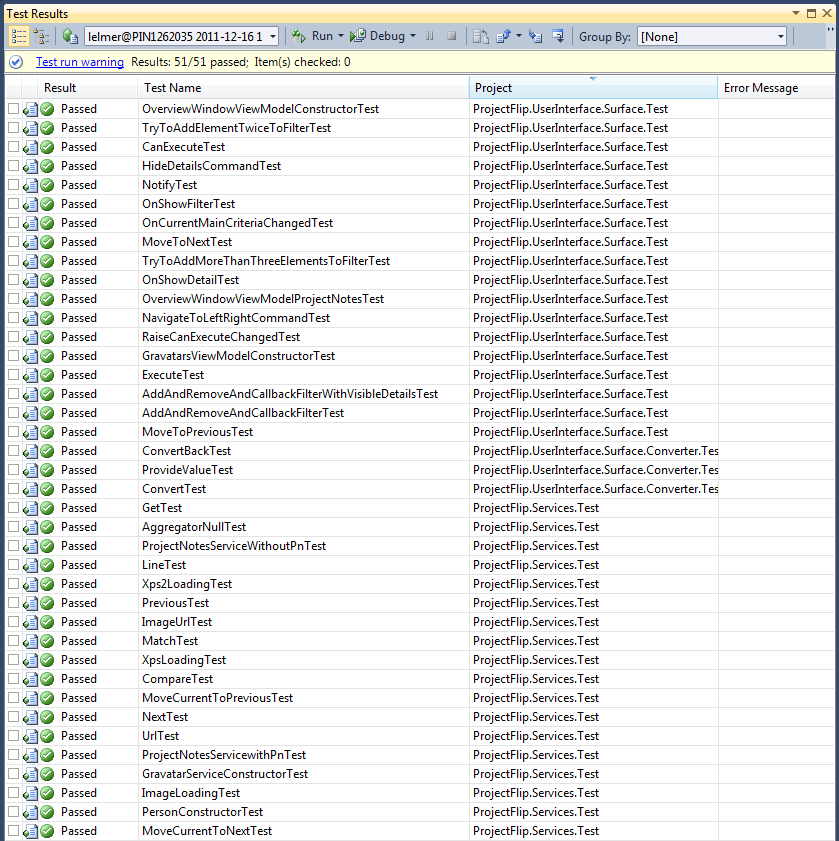 Test Results
lelmer@PIN1262035 2011-12-16 1 Run Debug Group By: [None]
Test run warning Results: 51/51 passed; Item(s) checked: 0
Result Test Name Project Error Message
Passed OverviewWindowViewModelConstructorTest ProjectFlip.UserInterface.Surface.Test
Passed TryToAddElementTwiceToFilterTest ProjectFlip.UserInterface.Surface.Test
Passed CanExecuteTest ProjectFlip.UserInterface.Surface.Test
Passed HideDetailsCommandTest ProjectFlip.UserInterface.Surface.Test
Passed NotifyTest ProjectFlip.UserInterface.Surface.Test
Passed OnShowFilterTest ProjectFlip.UserInterface.Surface.Test
Passed OnCurrentMainCriteriaChangedTest ProjectFlip.UserInterface.Surface.Test
Passed MoveToNextTest ProjectFlip.UserInterface.Surface.Test
Passed TryToAddMoreThanThreeElementsToFilterTest ProjectFlip.UserInterface.Surface.Test
Passed OnShowDetailTest ProjectFlip.UserInterface.Surface.Test
Passed OverviewWindowViewModelProjectNotesTest ProjectFlip.UserInterface.Surface.Test
Passed NavigateToLeftRightCommandTest ProjectFlip.UserInterface.Surface.Test
Passed RaiseCanExecuteChangedTest ProjectFlip.UserInterface.Surface.Test
Passed GravatarsViewModelConstructorTest ProjectFlip.UserInterface.Surface.Test
Passed ExecuteTest ProjectFlip.UserInterface.Surface.Test
Passed AddAndRemoveAndCallbackFilterWithVisibleDetailsTest ProjectFlip.UserInterface.Surface.Test
Passed AddAndRemoveAndCallbackFilterTest ProjectFlip.UserInterface.Surface.Test
Passed MoveToPreviousTest ProjectFlip.UserInterface.Surface.Test
Passed ConvertBackTest ProjectFlip.UserInterface.Surface.Converter.Tes
Passed ProvideValueTest ProjectFlip.UserInterface.Surface.Converter.Tes
Passed ConvertTest ProjectFlip.UserInterface.Surface.Converter.Tes
Passed GetTest ProjectFlip.Services.Test
Passed AggregatorNullTest ProjectFlip.Services.Test
Passed ProjectNotesServiceWithoutPnTest ProjectFlip.Services.Test
Passed LineTest ProjectFlip.Services.Test
Passed Xps2LoadingTest ProjectFlip.Services.Test
Passed PreviousTest ProjectFlip.Services.Test
Passed ImageUrlTest ProjectFlip.Services.Test
Passed MatchTest ProjectFlip.Services.Test
Passed XpsLoadingTest ProjectFlip.Services.Test
Passed CompareTest ProjectFlip.Services.Test
Passed MoveCurrentToPreviousTest ProjectFlip.Services.Test
Passed NextTest ProjectFlip.Services.Test
Passed UrlTest ProjectFlip.Services.Test
Passed ProjectNotesServicewithPnTest ProjectFlip.Services.Test
Passed GravatarServiceConstructorTest ProjectFlip.Services.Test
Passed ImageLoadingTest ProjectFlip.Services.Test
Passed PersonConstructorTest ProjectFlip.Services.Test
Passed MoveCurrentToNextTest ProjectFlip.Services.Test